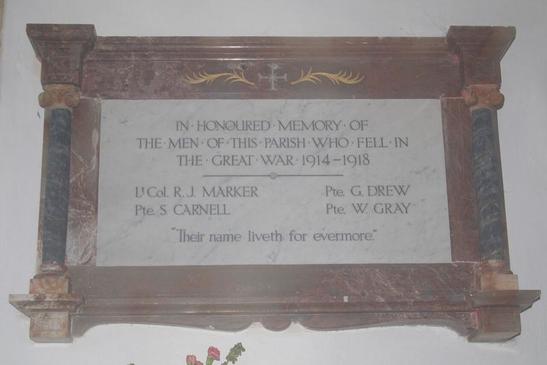 IN·HONOURED·MEMORY·OF
THE·MEN·OF·THIS·PARISH·WHO·FELL·IN
THE·GREAT·WAR·1914-1918
Lt Col. R. J. MARKER Pte. G. DREW
Pte. S CARNELL Pte. W. GRAY
"Their name liveth for evermore."